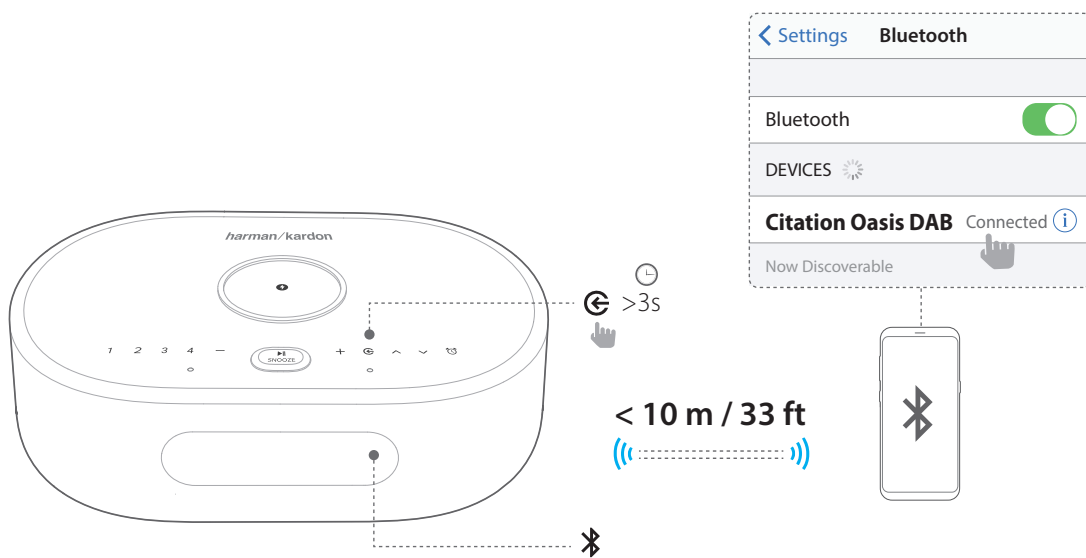 Settings Bluetooth
Bluetooth
DEVICES
Citation Oasis DAB Connected i
Now Discoverable
harman/kardon
>3s
1 2 3 4 − + 
SNOOZE
< 10 m / 33 ft